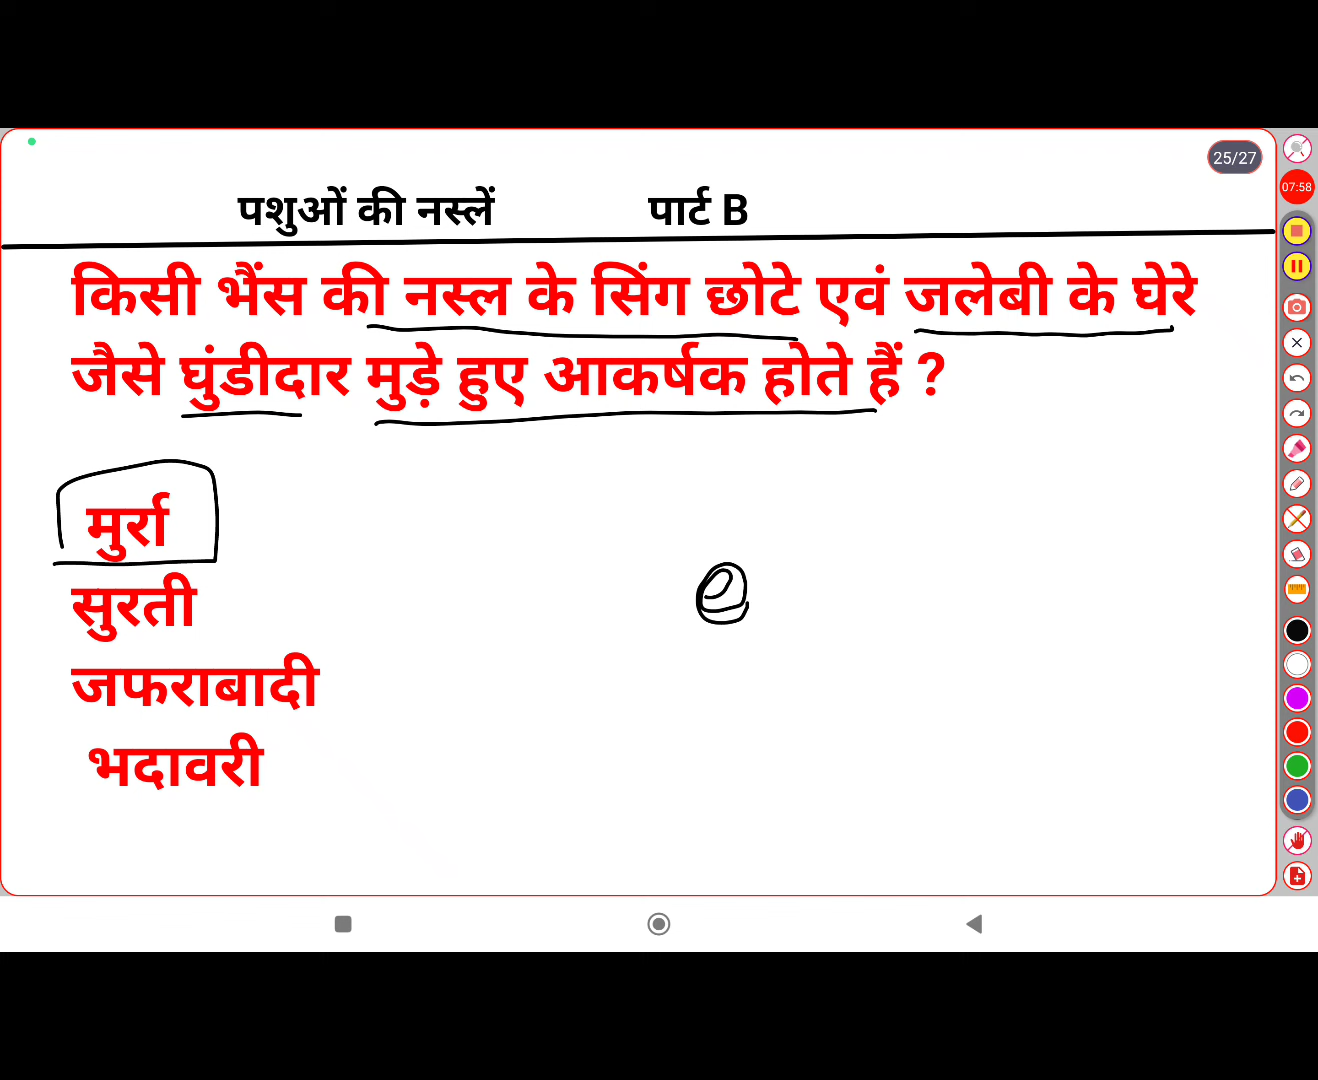 25/27
07:58
पशुओं की नस्लें पार्ट B
किसी भैंस की नस्ल के सिंग छोटे एवं जलेबी के घेरे
जैसे घुंडीदार मुड़े हुए आकर्षक होते हैं ?
मुर्रा
सुरती
जफराबादी
भदावरी